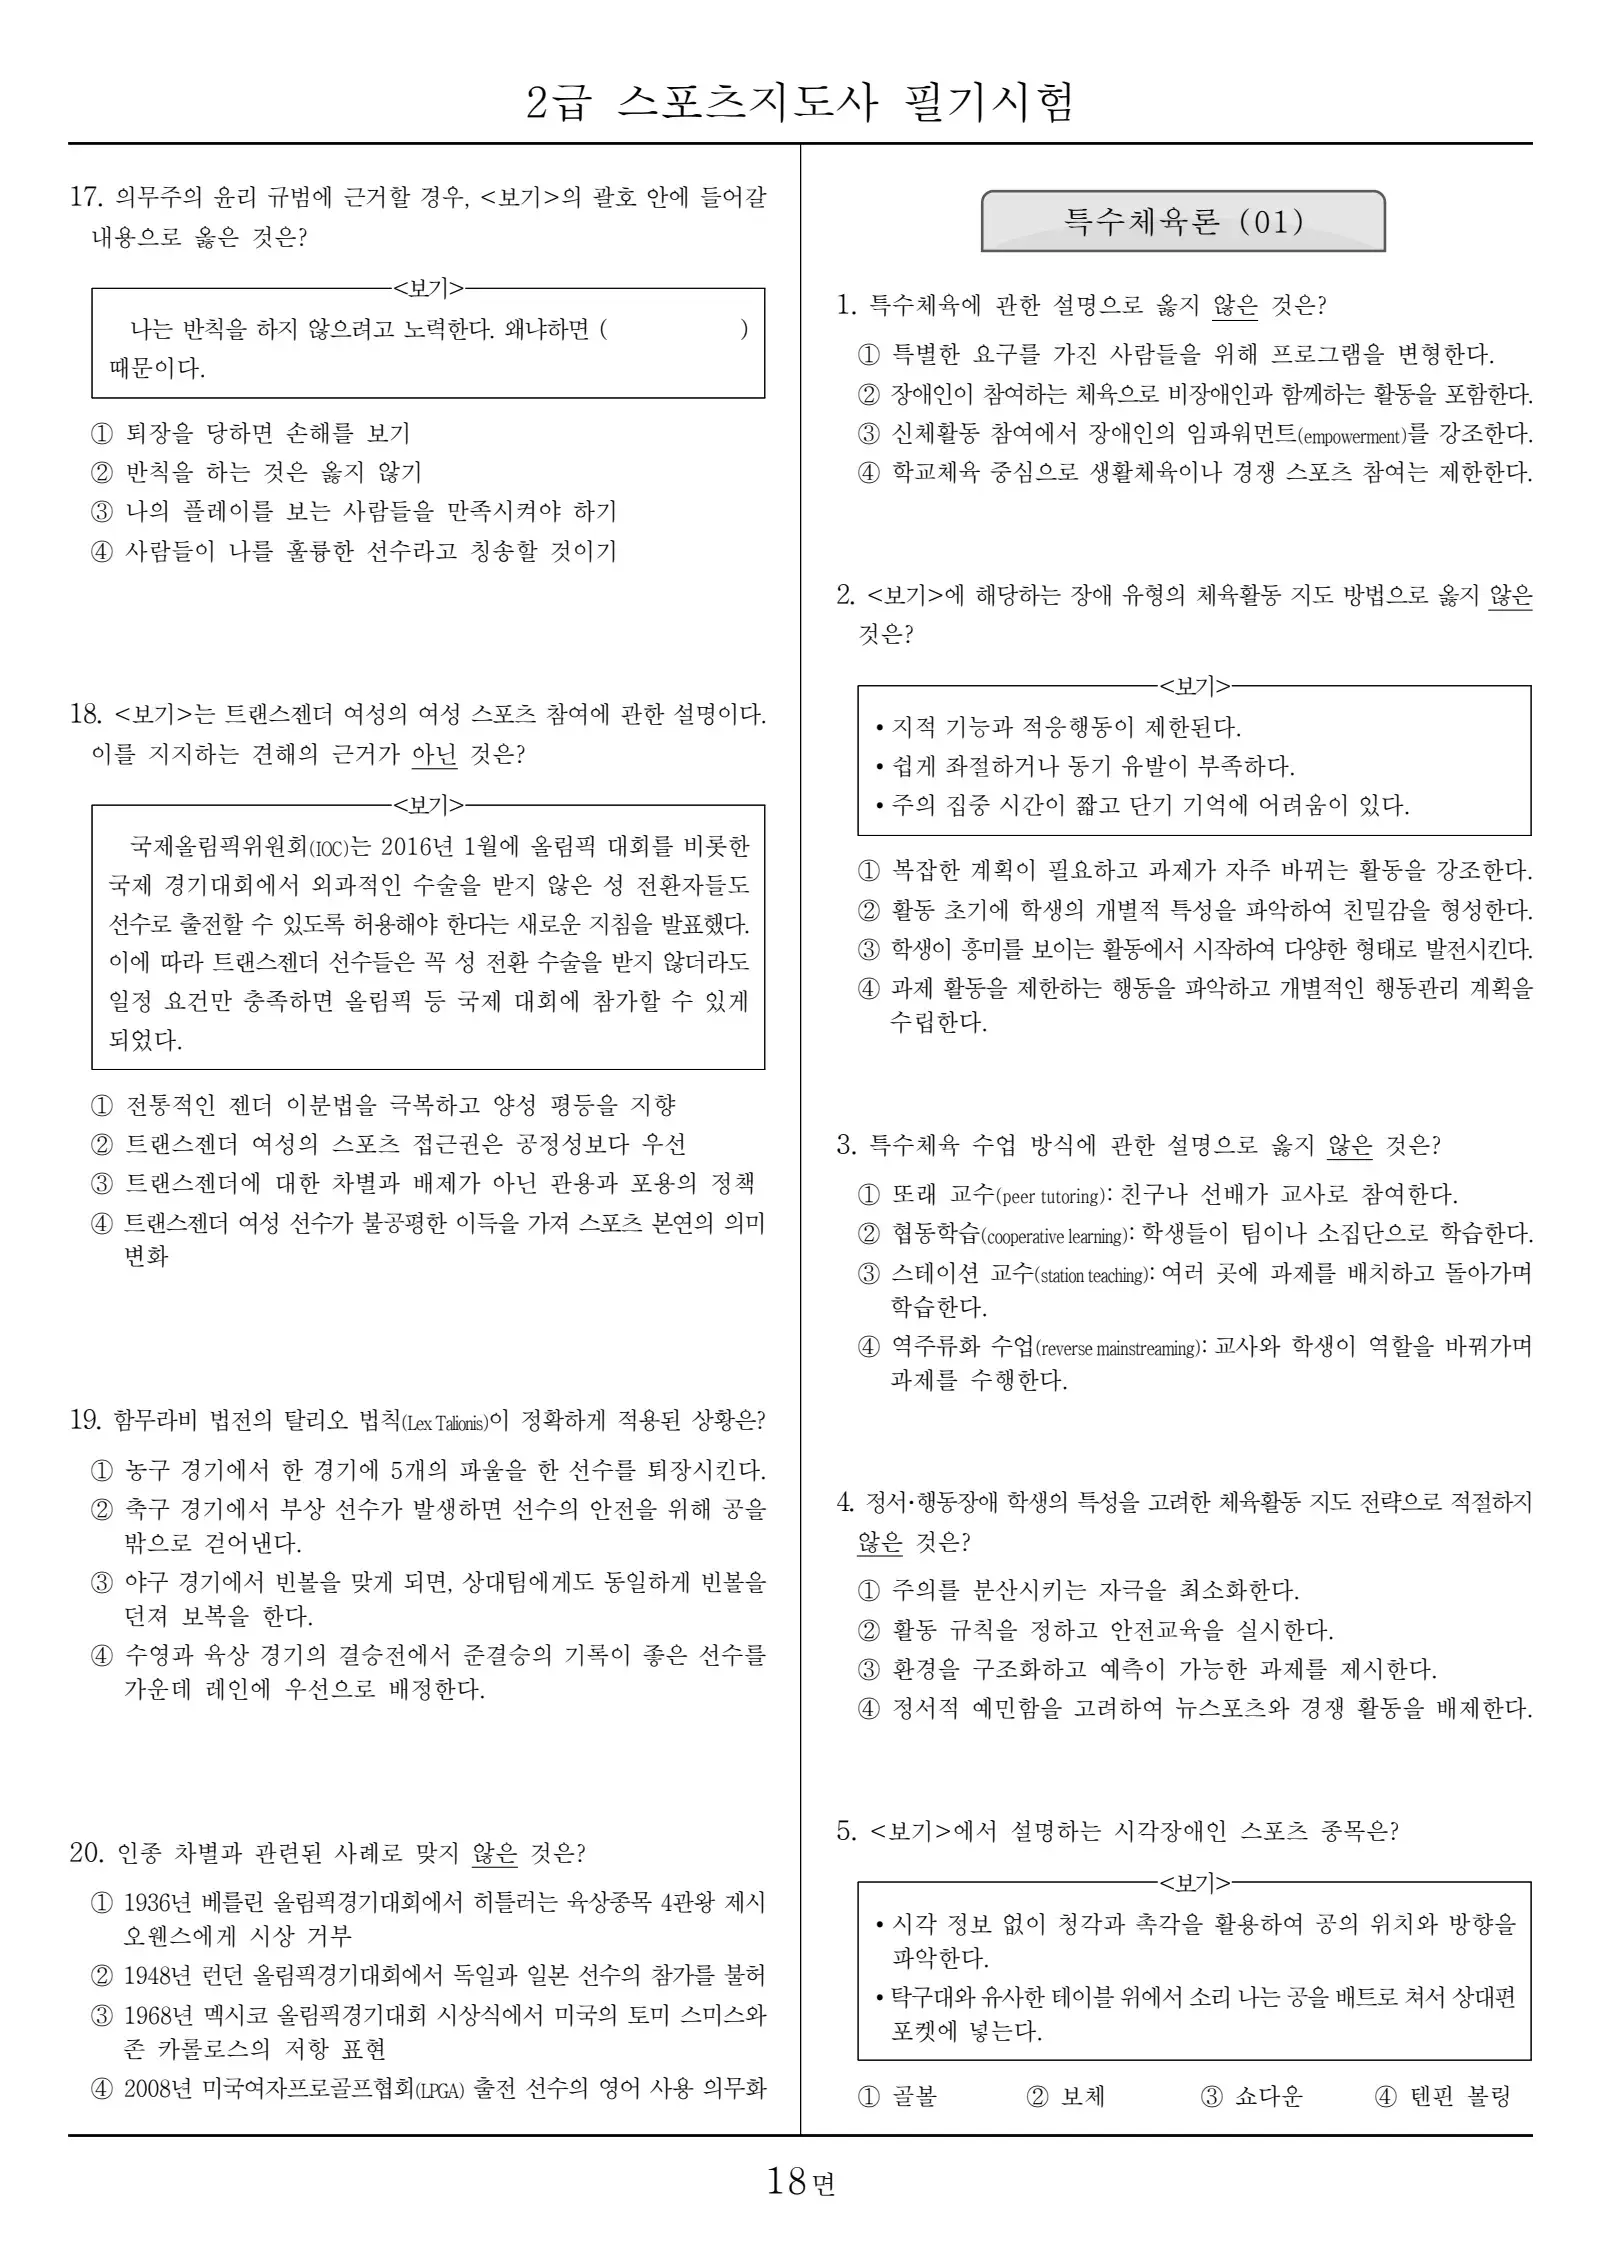 2급 스포츠지도사 필기시험
17. 의무주의 윤리 규범에 근거할 경우, <보기>의 괄호 안에 들어갈
내용으로 옳은 것은?
<보기>
나는 반칙을 하지 않으려고 노력한다. 왜냐하면 ( )
때문이다.
① 퇴장을 당하면 손해를 보기
② 반칙을 하는 것은 옳지 않기
③ 나의 플레이를 보는 사람들을 만족시켜야 하기
④ 사람들이 나를 훌륭한 선수라고 칭송할 것이기
18. <보기>는 트랜스젠더 여성의 여성 스포츠 참여에 관한 설명이다.
이를 지지하는 견해의 근거가 아닌 것은?
<보기>
국제올림픽위원회(IOC)는 2016년 1월에 올림픽 대회를 비롯한
국제 경기대회에서 외과적인 수술을 받지 않은 성 전환자들도
선수로 출전할 수 있도록 허용해야 한다는 새로운 지침을 발표했다.
이에 따라 트랜스젠더 선수들은 꼭 성 전환 수술을 받지 않더라도
일정 요건만 충족하면 올림픽 등 국제 대회에 참가할 수 있게
되었다.
① 전통적인 젠더 이분법을 극복하고 양성 평등을 지향
② 트랜스젠더 여성의 스포츠 접근권은 공정성보다 우선
③ 트랜스젠더에 대한 차별과 배제가 아닌 관용과 포용의 정책
④ 트랜스젠더 여성 선수가 불공평한 이득을 가져 스포츠 본연의 의미
변화
19. 함무라비 법전의 탈리오 법칙(Lex Talionis)이 정확하게 적용된 상황은?
① 농구 경기에서 한 경기에 5개의 파울을 한 선수를 퇴장시킨다.
② 축구 경기에서 부상 선수가 발생하면 선수의 안전을 위해 공을
밖으로 걷어낸다.
③ 야구 경기에서 빈볼을 맞게 되면, 상대팀에게도 동일하게 빈볼을
던져 보복을 한다.
④ 수영과 육상 경기의 결승전에서 준결승의 기록이 좋은 선수를
가운데 레인에 우선으로 배정한다.
20. 인종 차별과 관련된 사례로 맞지 않은 것은?
① 1936년 베를린 올림픽경기대회에서 히틀러는 육상종목 4관왕 제시
오웬스에게 시상 거부
② 1948년 런던 올림픽경기대회에서 독일과 일본 선수의 참가를 불허
③ 1968년 멕시코 올림픽경기대회 시상식에서 미국의 토미 스미스와
존 카롤로스의 저항 표현
④ 2008년 미국여자프로골프협회(LPGA) 출전 선수의 영어 사용 의무화
특수체육론 (01)
1. 특수체육에 관한 설명으로 옳지 않은 것은?
① 특별한 요구를 가진 사람들을 위해 프로그램을 변형한다.
② 장애인이 참여하는 체육으로 비장애인과 함께하는 활동을 포함한다.
③ 신체활동 참여에서 장애인의 임파워먼트(empowerment)를 강조한다.
④ 학교체육 중심으로 생활체육이나 경쟁 스포츠 참여는 제한한다.
2. <보기>에 해당하는 장애 유형의 체육활동 지도 방법으로 옳지 않은
것은?
<보기>
• 지적 기능과 적응행동이 제한된다.
• 쉽게 좌절하거나 동기 유발이 부족하다.
• 주의 집중 시간이 짧고 단기 기억에 어려움이 있다.
① 복잡한 계획이 필요하고 과제가 자주 바뀌는 활동을 강조한다.
② 활동 초기에 학생의 개별적 특성을 파악하여 친밀감을 형성한다.
③ 학생이 흥미를 보이는 활동에서 시작하여 다양한 형태로 발전시킨다.
④ 과제 활동을 제한하는 행동을 파악하고 개별적인 행동관리 계획을
수립한다.
3. 특수체육 수업 방식에 관한 설명으로 옳지 않은 것은?
① 또래 교수(peer tutoring): 친구나 선배가 교사로 참여한다.
② 협동학습(cooperative learning): 학생들이 팀이나 소집단으로 학습한다.
③ 스테이션 교수(station teaching): 여러 곳에 과제를 배치하고 돌아가며
학습한다.
④ 역주류화 수업(reverse mainstreaming): 교사와 학생이 역할을 바꿔가며
과제를 수행한다.
4. 정서·행동장애 학생의 특성을 고려한 체육활동 지도 전략으로 적절하지
않은 것은?
① 주의를 분산시키는 자극을 최소화한다.
② 활동 규칙을 정하고 안전교육을 실시한다.
③ 환경을 구조화하고 예측이 가능한 과제를 제시한다.
④ 정서적 예민함을 고려하여 뉴스포츠와 경쟁 활동을 배제한다.
5. <보기>에서 설명하는 시각장애인 스포츠 종목은?
<보기>
• 시각 정보 없이 청각과 촉각을 활용하여 공의 위치와 방향을
파악한다.
• 탁구대와 유사한 테이블 위에서 소리 나는 공을 배트로 쳐서 상대편
포켓에 넣는다.
① 골볼 ② 보체 ③ 쇼다운 ④ 텐핀 볼링
18면